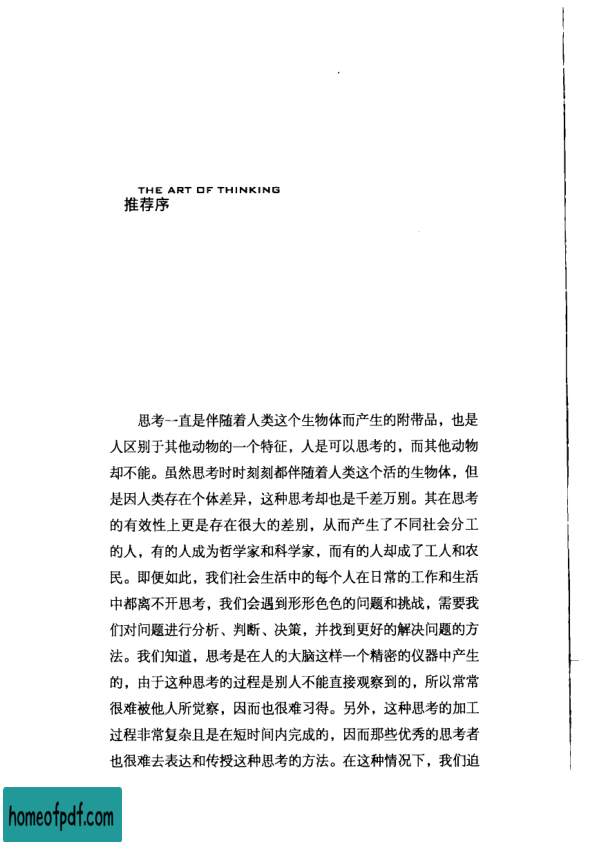 THE ART OF THINKING
推荐序
思考一直是伴随着人类这个生物体而产生的附带品，也是
人区别于其他动物的一个特征，人是可以思考的，而其他动物
却不能。虽然思考时时刻刻都伴随着人类这个活的生物体，但
是因人类存在个体差异，这种思考却也是千差万别。其在思考
的有效性上更是存在很大的差别，从而产生了不同社会分工
的人，有的人成为哲学家和科学家，而有的人却成了工人和农
民。即便如此，我们社会生活中的每个人在日常的工作和生活
中都离不开思考，我们会遇到形形色色的问题和挑战，需要我
们对问题进行分析、判断、决策，并找到更好的解决问题的方
法。我们知道，思考是在人的大脑这样一个精密的仪器中产生
的，由于这种思考的过程是别人不能直接观察到的，所以常常
很难被他人所觉察，因而也很难习得。另外，这种思考的加工
过程非常复杂且是在短时间内完成的，因而那些优秀的思考者
也很难去表达和传授这种思考的方法。在这种情况下，我们迫
homeofpdf.com